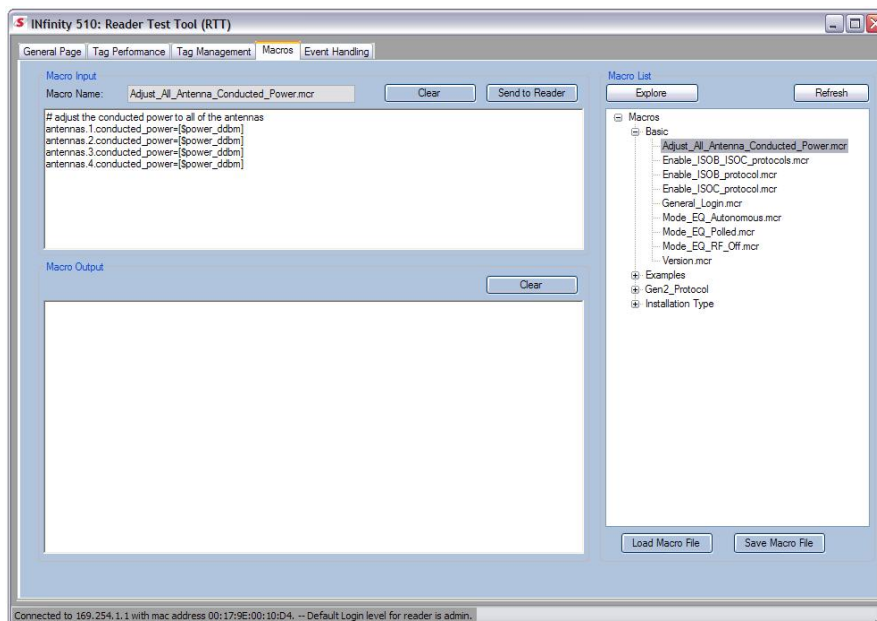 INfinity 510: Reader Test Tool (RTT)
General Page Tag Performance Tag Management Macros Event Handling
Macro Input
Macro Name: Adjust_All_Antenna_Conducted_Power.mcr Clear Send to Reader
# adjust the conducted power to all of the antennas
antennas.1.conducted_power=[$power_ddbm]
antennas.2.conducted_power=[$power_ddbm]
antennas.3.conducted_power=[$power_ddbm]
antennas.4.conducted_power=[$power_ddbm]
Macro Output
Clear
Macro List
Explore Refresh
Macros
Basic
Adjust_All_Antenna_Conducted_Power.mcr
Enable_ISOB_ISOC_protocols.mcr
Enable_ISOB_protocol.mcr
Enable_ISOC_protocol.mcr
General_Login.mcr
Mode_EQ_Autonomous.mcr
Mode_EQ_Polled.mcr
Mode_EQ_RF_Off.mcr
Version.mcr
Examples
Gen2_Protocol
Installation Type
Load Macro File Save Macro File
Connected to 169.254.1.1 with mac address 00:17:9E:00:10:D4. -- Default Login level for reader is admin.